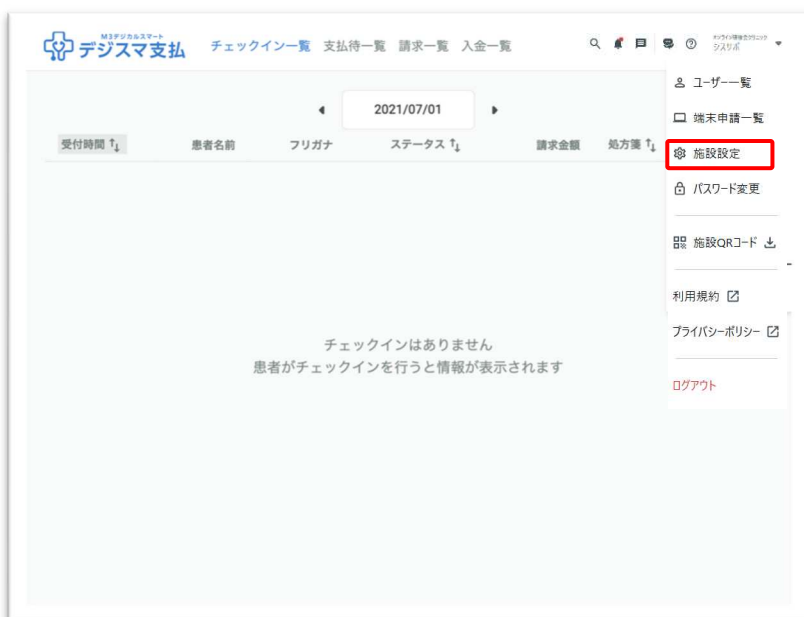 M3デジカルスマート
デジスマ支払
チェックイン一覧 支払待一覧 請求一覧 入金一覧
シスサポ
ユーザー一覧
端末申請一覧
施設設定
パスワード変更
施設QRコード
利用規約
プライバシーポリシー
ログアウト
2021/07/01
受付時間 患者名前 フリガナ ステータス 請求金額 処方箋
チェックインはありません
患者がチェックインを行うと情報が表示されます